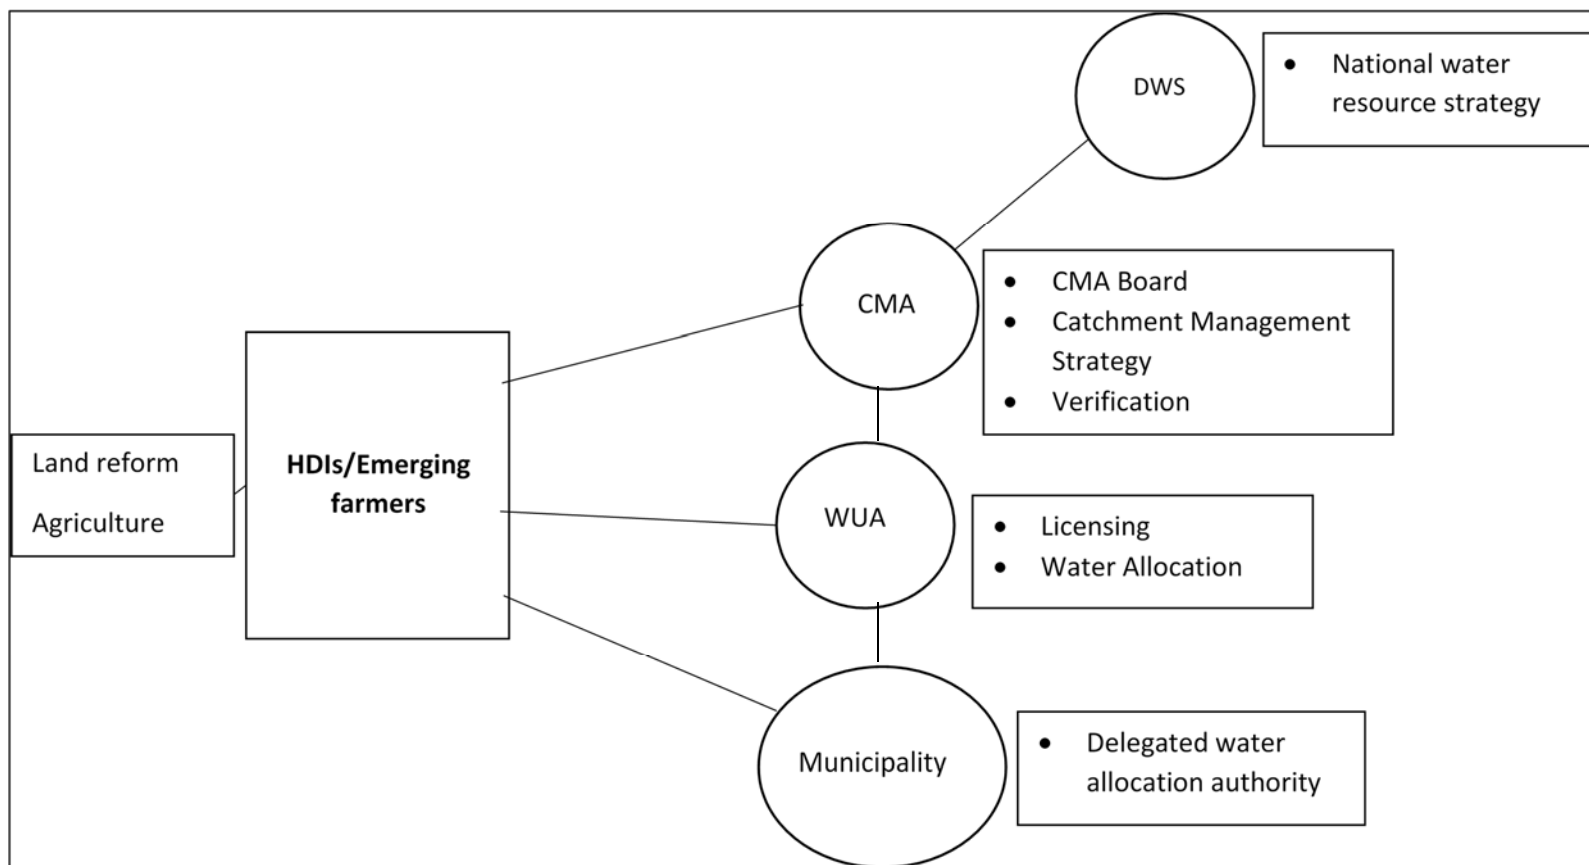 DWS
• National water
resource strategy
CMA
• CMA Board
• Catchment Management
Strategy
• Verification
Land reform
Agriculture
HDIs/Emerging
farmers
WUA
• Licensing
• Water Allocation
Municipality
• Delegated water
allocation authority